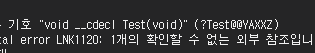 기호 "void __cdecl Test(void)" (?Test@@YAXXZ)
tal error LNK1120: 1개의 확인할 수 없는 외부 참조입니